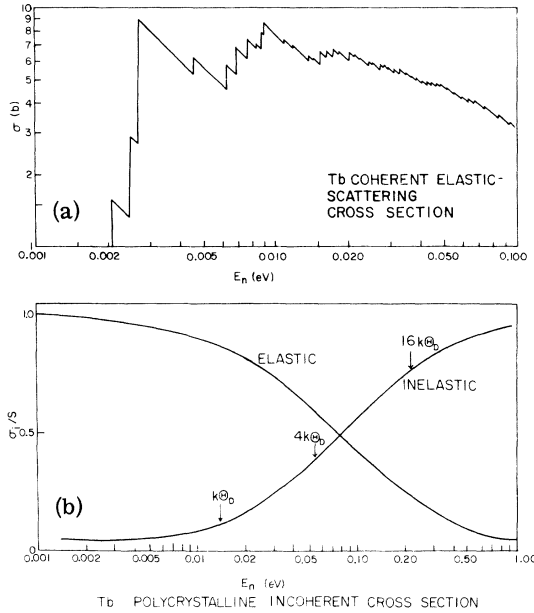 10
9
8
7
6
5
4
3
2
1
σ (b)
(a)
Tb COHERENT ELASTIC-
SCATTERING
CROSS SECTION
0.001 0.002 0.005 0.010 0.020 0.050 0.100
En (eV)
1.0
0.5
0
σi/S
ELASTIC
INELASTIC
16kΘD
4kΘD
kΘD
(b)
0.001 0.002 0.005 0.01 0.02 0.05 0.10 0.20 0.50 1.00
En (eV)
Tb POLYCRYSTALLINE INCOHERENT CROSS SECTION